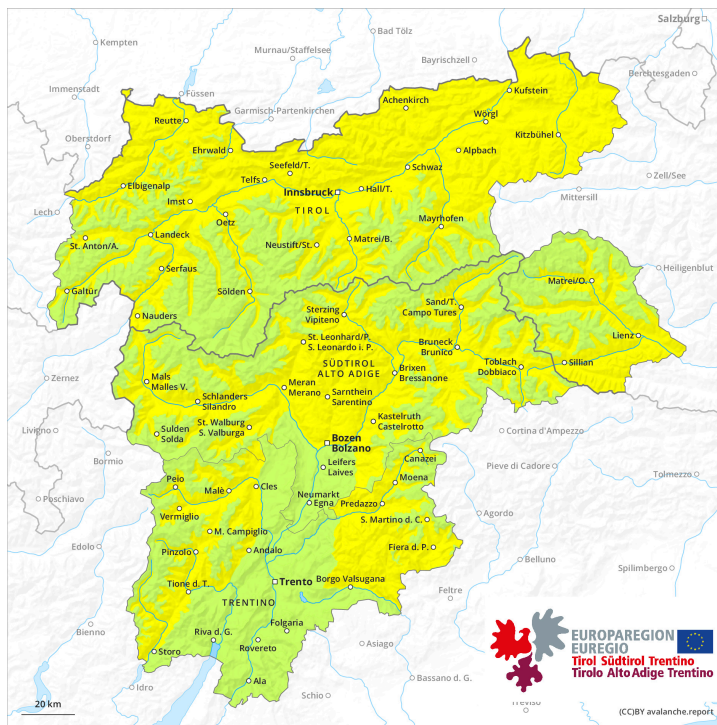 Salzburg
Bad Tölz
Kempten
Murnau/Staffelsee
Bayrischzell
Berchtesgaden
Immenstadt
Füssen
Garmisch-Partenkirchen
Achenkirch
Kufstein
Reutte
Wörgl
Oberstdorf
Ehrwald
Kitzbühel
Alpbach
Seefeld/T.
Schwaz
Zell/See
Telfs
Elbigenalp
Innsbruck
Hall/T.
Mittersill
Imst
TIROL
Lech
Oetz
Mayrhofen
St. Anton/A.
Landeck
Neustift/St.
Matrei/B.
Serfaus
Heiligenblut
Matrei/O.
Galtür
Sölden
Nauders
Sand/T.
Campo Tures
Sterzing
Vipiteno
Lienz
St. Leonhard/P.
S. Leonardo i. P.
Bruneck
Brunico
Sillian
Toblach
Dobbiaco
SÜDTIROL
ALTO ADIGE
Brixen
Bressanone
Zernez
Mals
Malles V.
Meran
Merano
Sarnthein
Sarentino
Schlanders
Silandro
Kastelruth
Castelrotto
St. Walburg
S. Valburga
Livigno
Sulden
Solda
Bozen
Bolzano
Cortina d'Ampezzo
Bormio
Canazei
Leifers
Laives
Pieve di Cadore
Tolmezzo
Poschiavo
Peio
Malè
Cles
Moena
Neumarkt
Egna
Predazzo
Vermiglio
Agordo
S. Martino d. C.
M. Campiglio
Edolo
Pinzolo
Andalo
Fiera d. P.
Belluno
Spilimbergo
Trento
Borgo Valsugana
Tione d. T.
Feltre
TRENTINO
Folgaria
Bienno
Riva d. G.
Rovereto
Asiago
Storo
Bassano d. G.
Ala
Idro
Schio
Treviso
EUROPAREGION
EUREGIO
Tirol Südtirol Trentino
Tirolo Alto Adige Trentino
20 km
(CC)BY avalanche.report